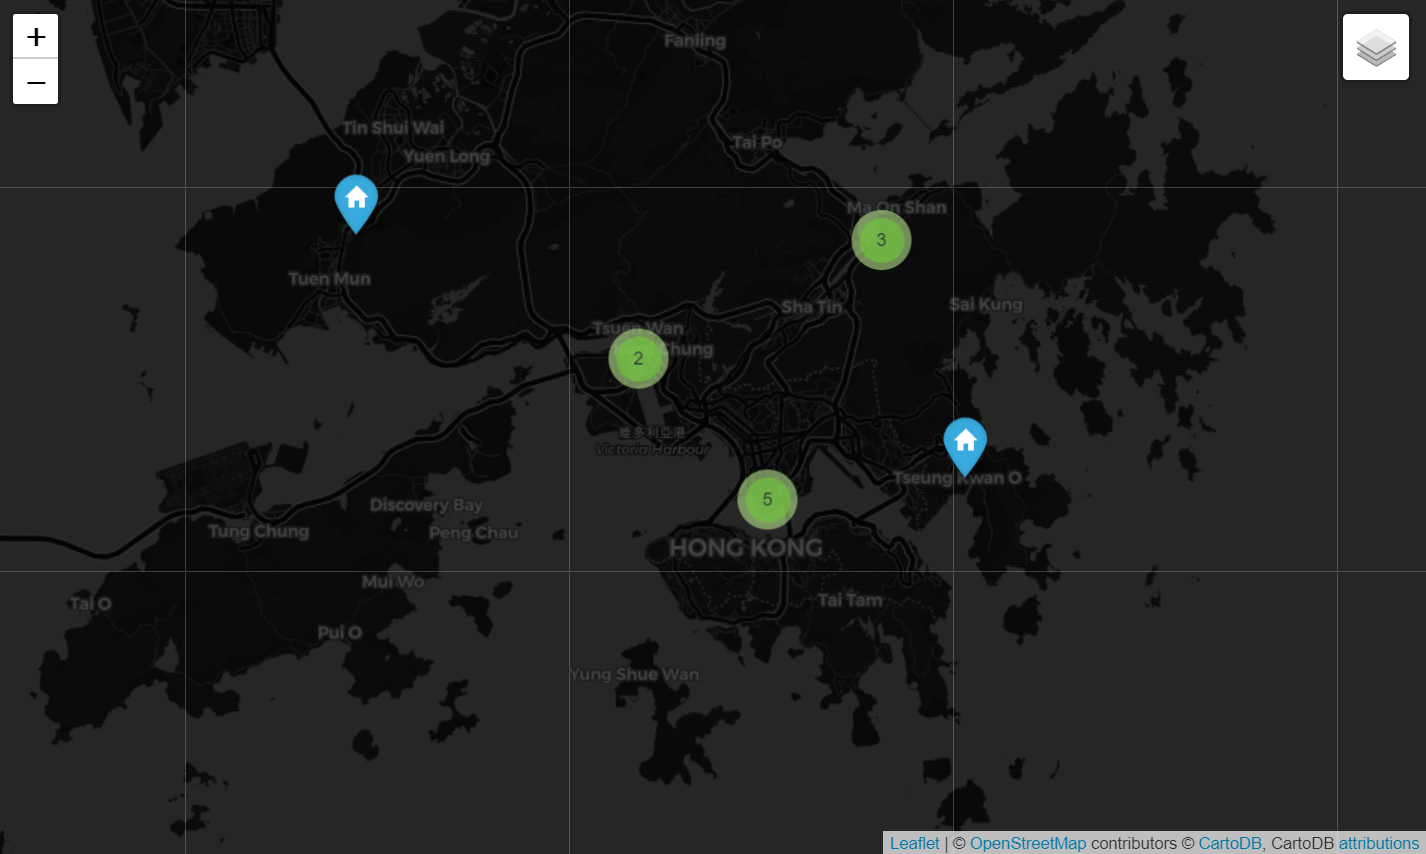 +
−
Fanling
Tin Shui Wai
Tai Po
Yuen Long
Ma On Shan
3
Tuen Mun
Sai Kung
Sha Tin
Tsuen Wan
2
Chung
維多利亞港
Victoria Harbour
Tseung Kwan O
5
Discovery Bay
Tung Chung
Peng Chau
HONG KONG
Mui Wo
Tai O
Tai Tam
Pui O
Yung Shue Wan
Leaflet | © OpenStreetMap contributors © CartoDB, CartoDB attributions